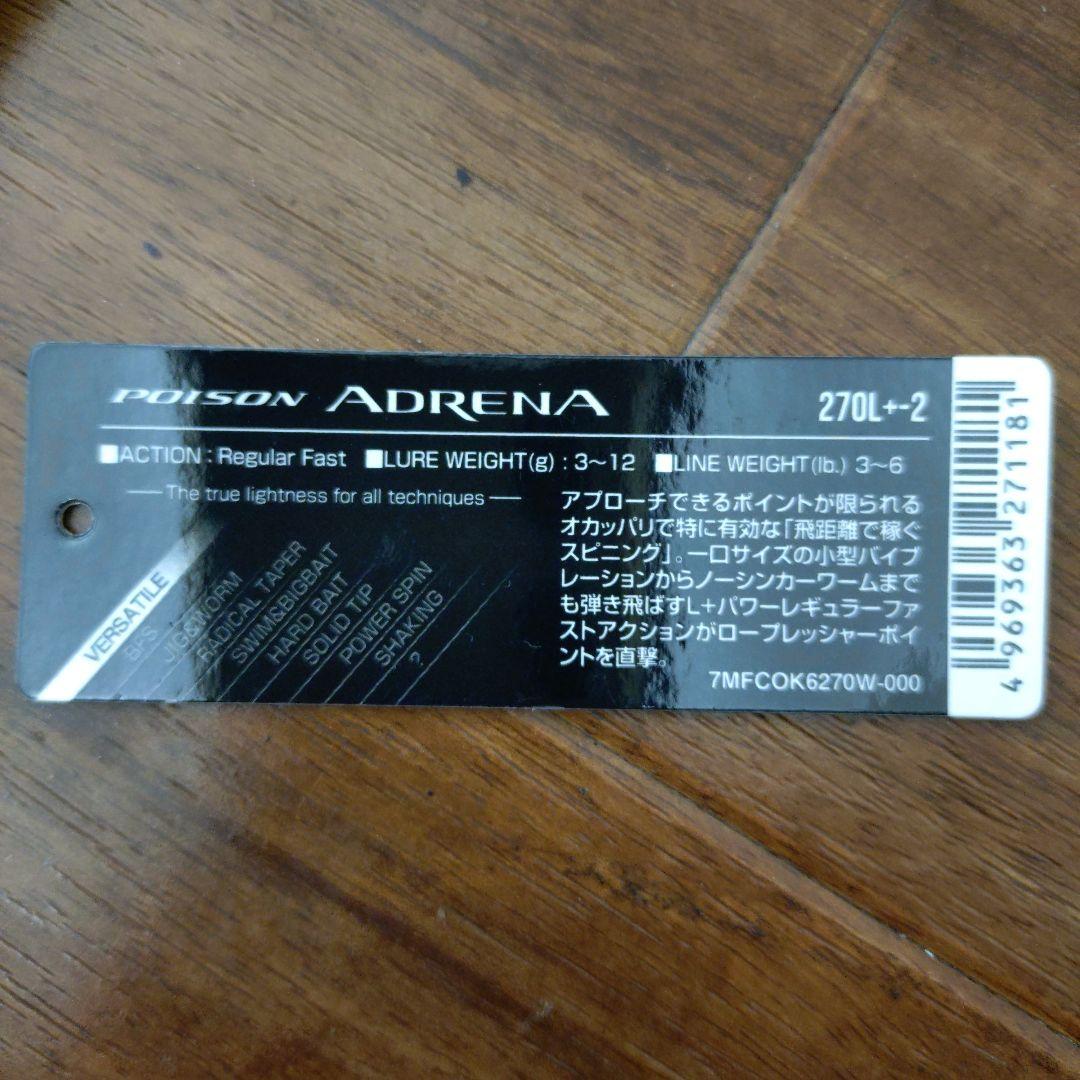 POISON ADRENA 270L+-2
■ACTION : Regular Fast ■LURE WEIGHT(g) : 3〜12 ■LINE WEIGHT(lb.) 3〜6
The true lightness for all techniques
VERSATILE
BFS
JIG&WORM
RADICAL TAPER
SWIM&BIGBAIT
HARD BAIT
SOLID TIP
POWER SPIN
SHAKING
?
アプローチできるポイントが限られる
オカッパリで特に有効な「飛距離で稼ぐ
スピニング」。一口サイズの小型バイブ
レーションからノーシンカーワームまで
も弾き飛ばすL+パワーレギュラーファ
ストアクションがロープレッシャーポイ
ントを直撃。
7MFCOK6270W-000
4 969363 271181